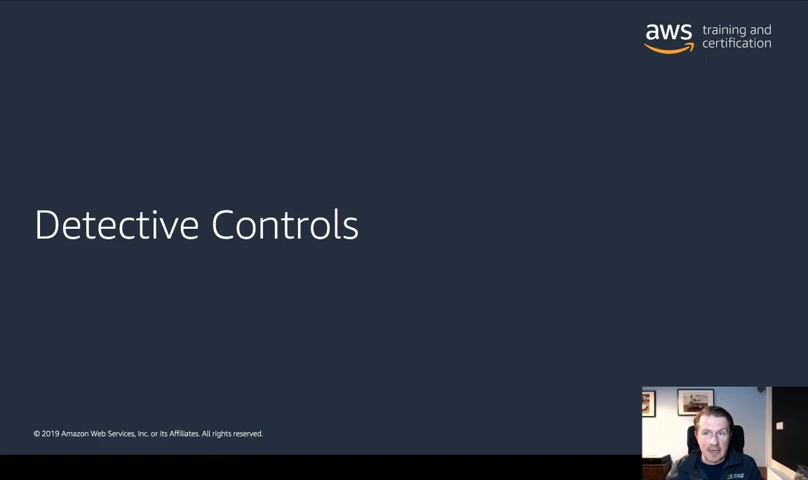 aws training and
certification
Detective Controls
© 2019 Amazon Web Services, Inc. or its Affiliates. All rights reserved.